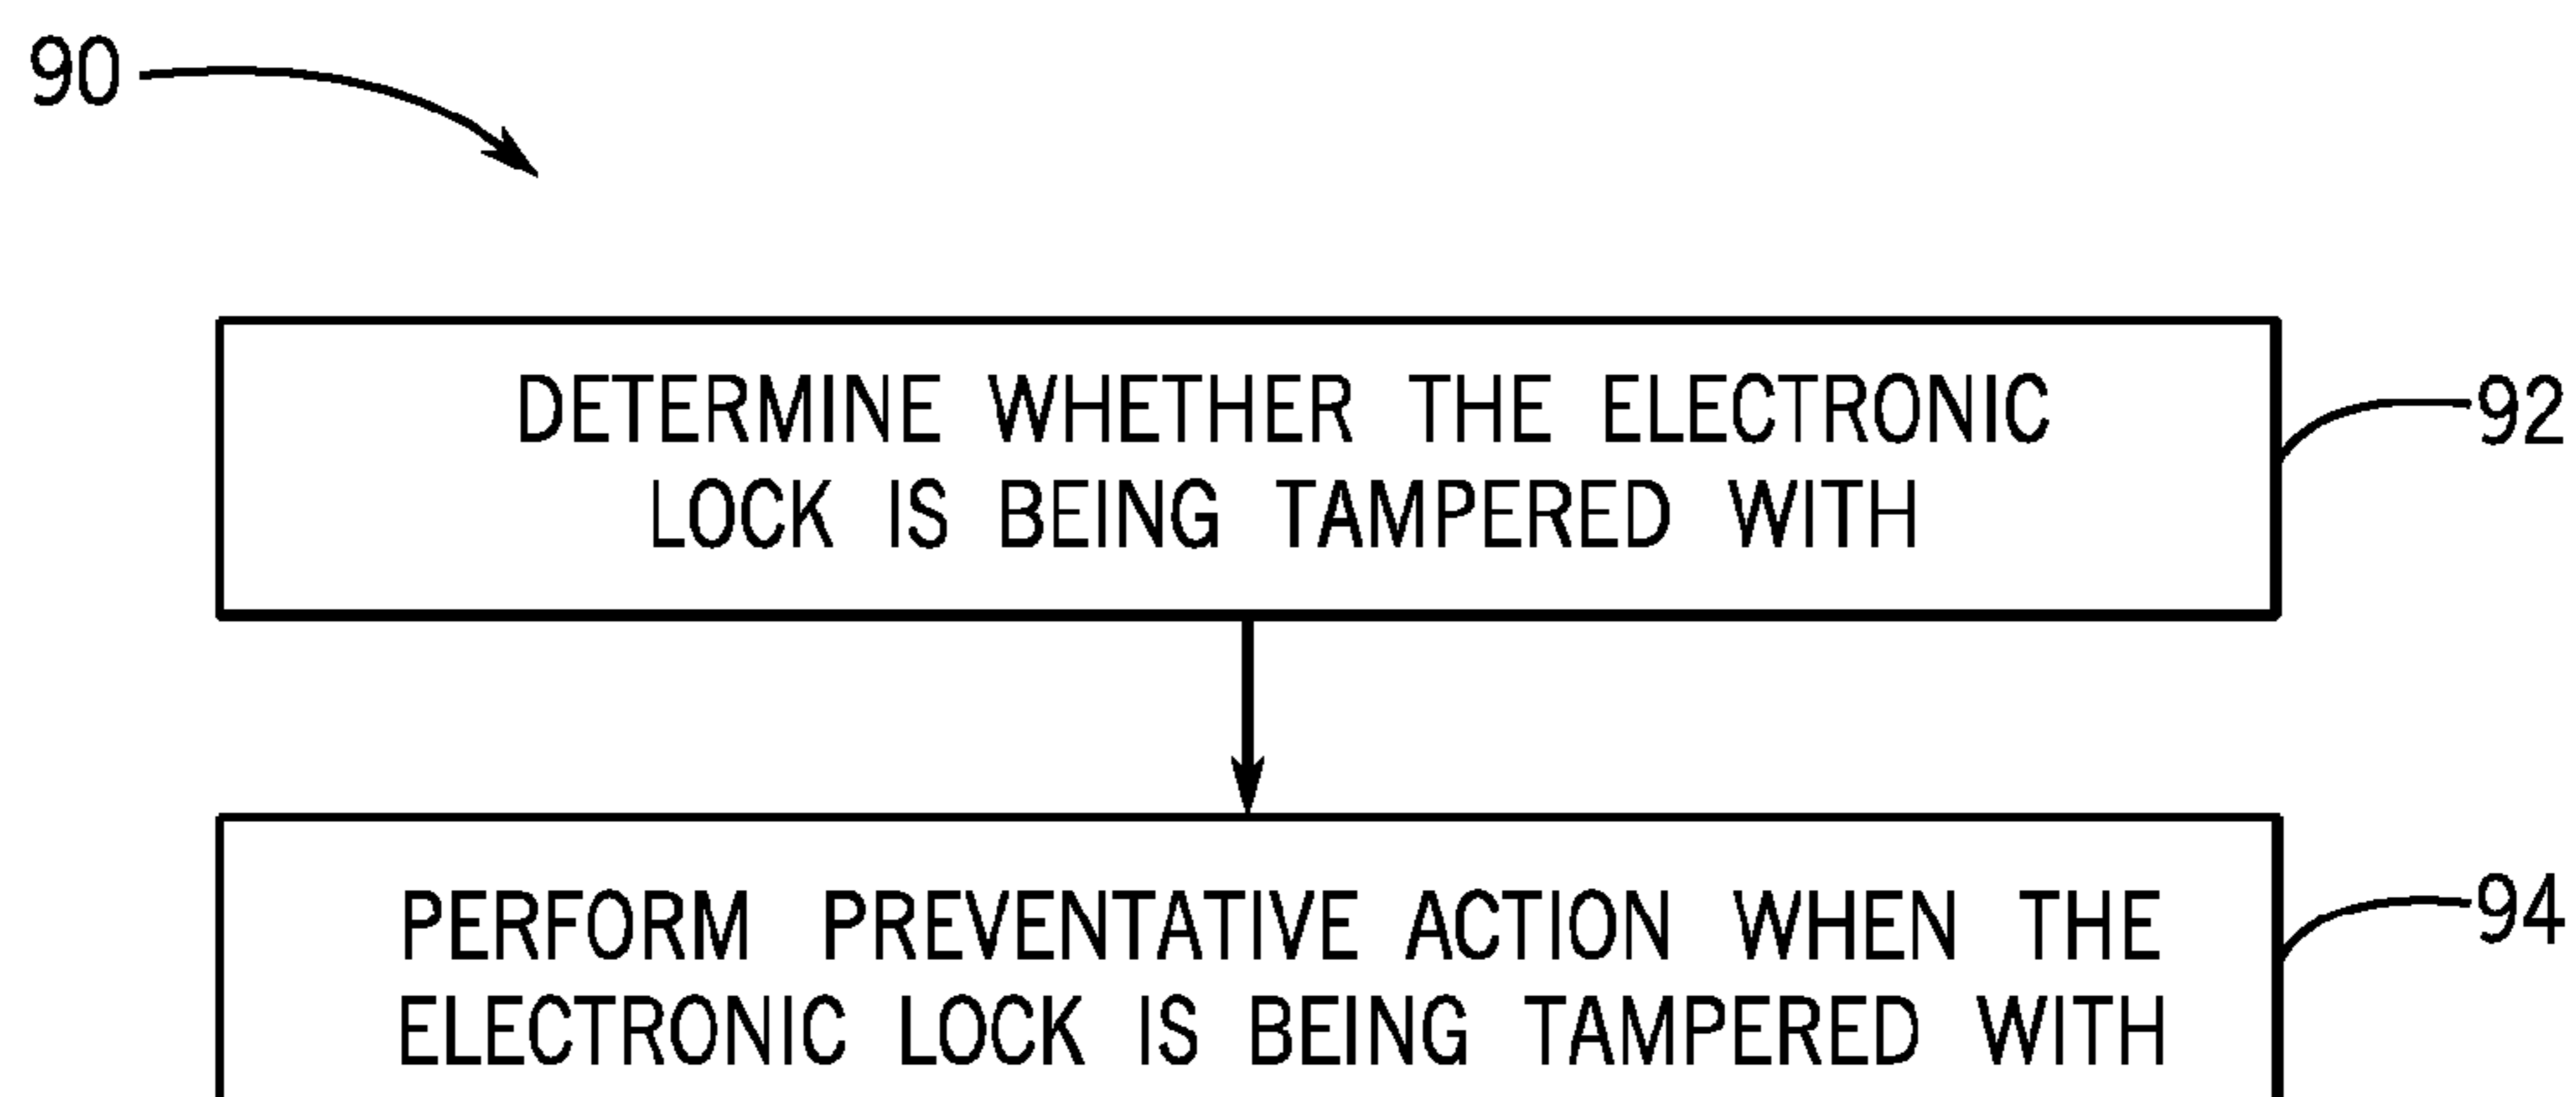 90
DETERMINE WHETHER THE ELECTRONIC
LOCK IS BEING TAMPERED WITH
92
PERFORM PREVENTATIVE ACTION WHEN THE
ELECTRONIC LOCK IS BEING TAMPERED WITH
94